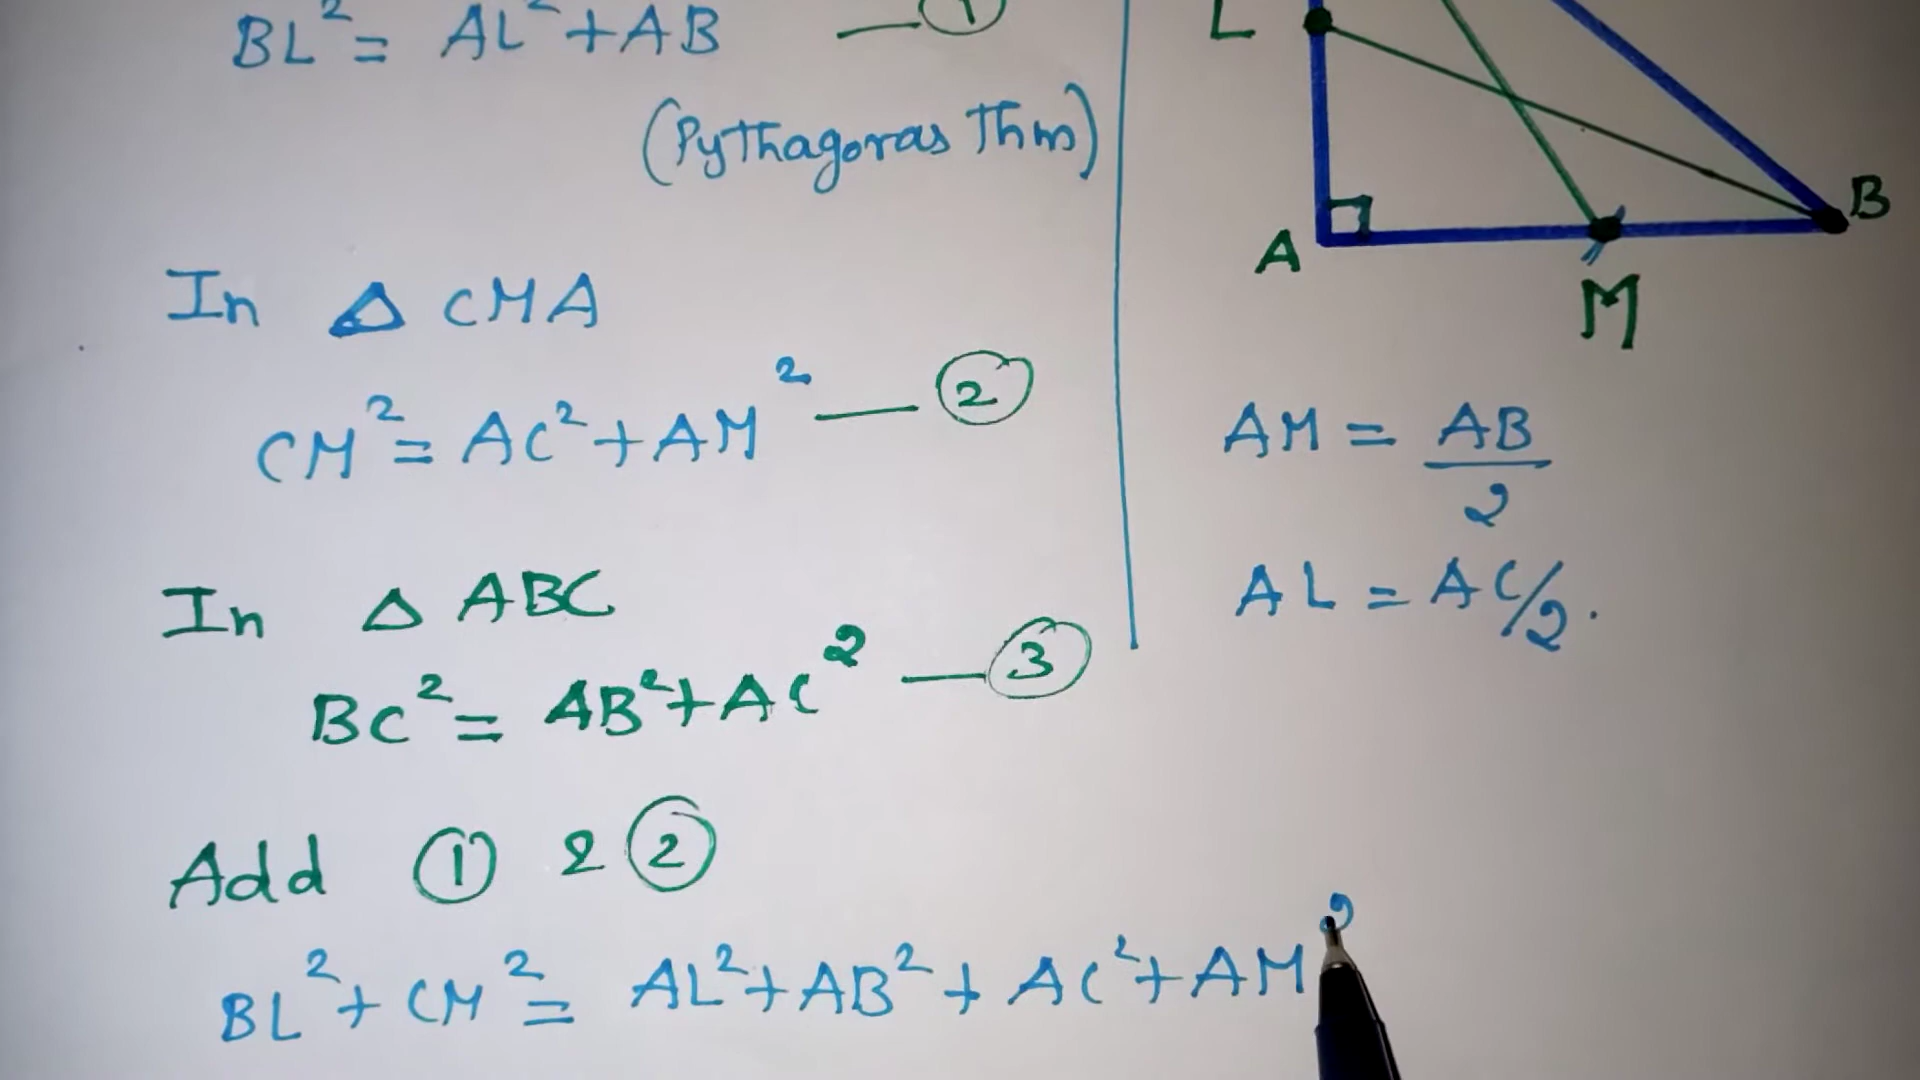 BL² = AL² + AB —①
(Pythagoras Thm)
In △ CMA
CM² = AC² + AM² —②
In △ ABC
BC² = AB² + AC² —③
Add ① & ②
BL² + CM² = AL² + AB² + AC² + AM²
L
A
B
M
AM = AB/2
AL = AC/2.